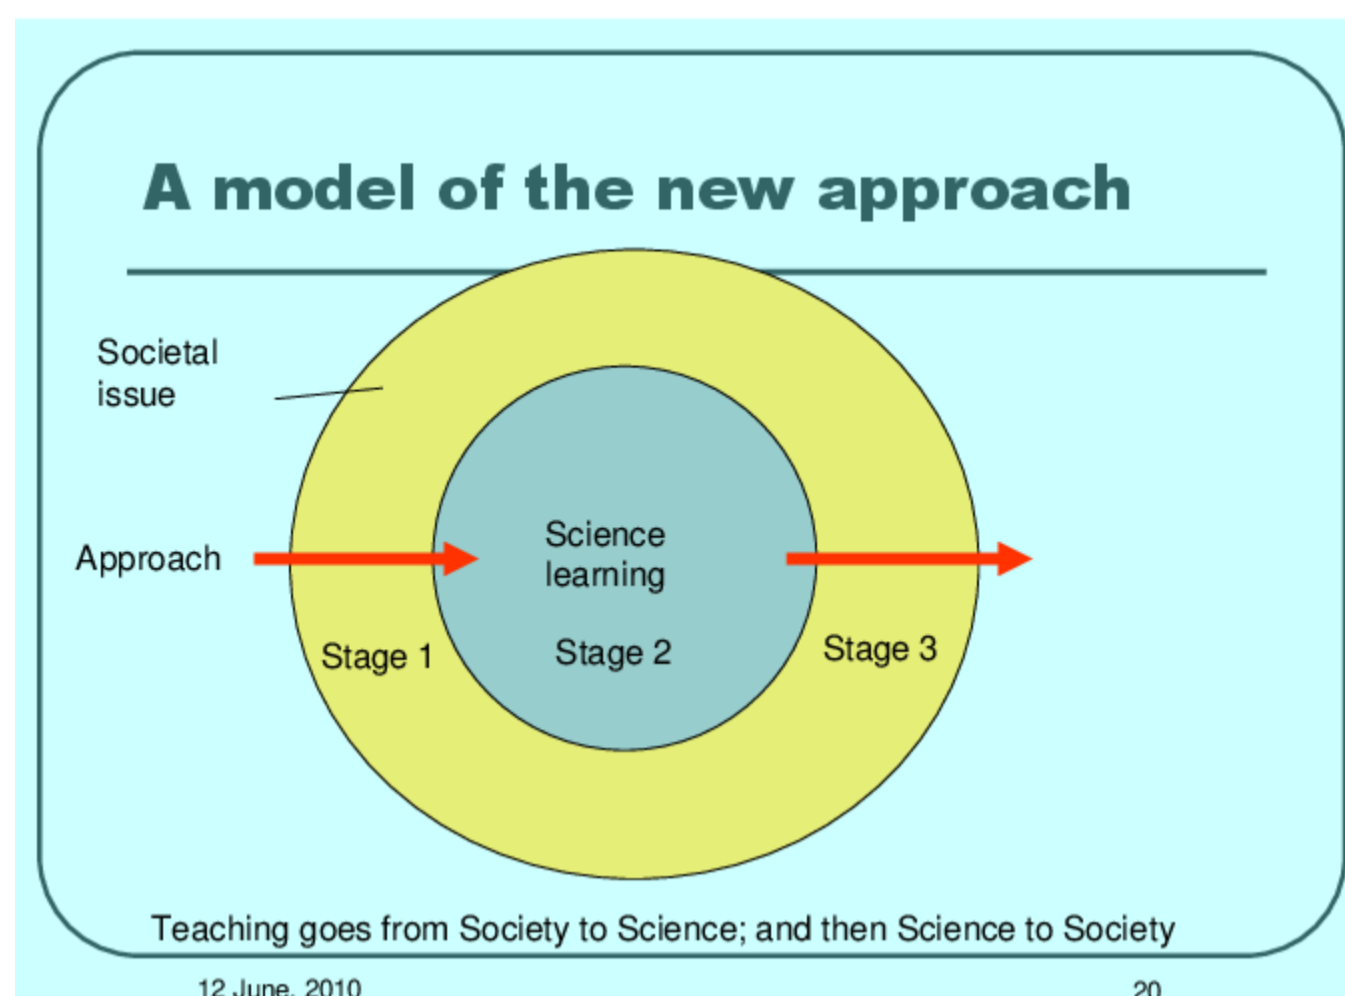 A model of the new approach
Societal
issue
Approach
Science
learning
Stage 1
Stage 2
Stage 3
Teaching goes from Society to Science; and then Science to Society
12 June, 2010
20